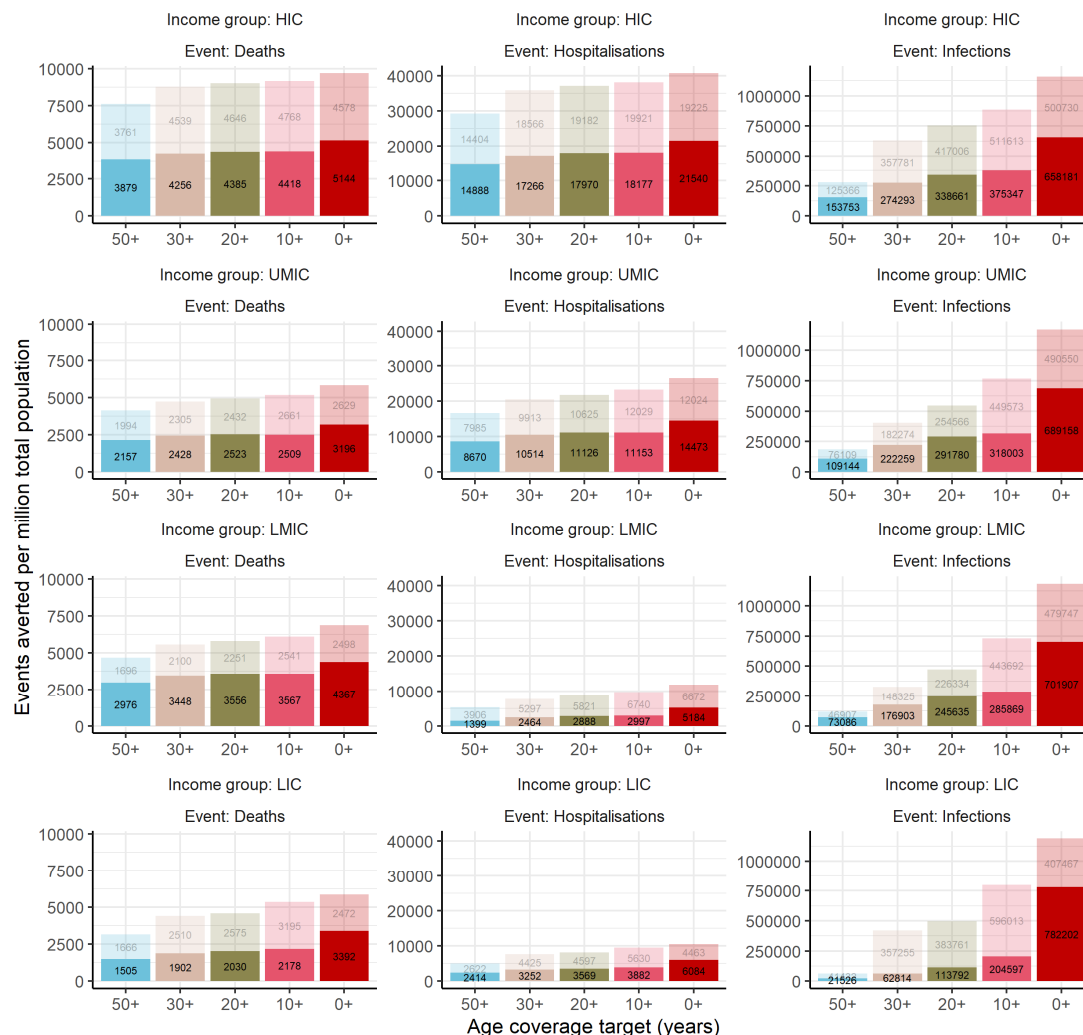 Income group: HIC Income group: HIC Income group: HIC
Event: Deaths Event: Hospitalisations Event: Infections
10000 7500 5000 2500 0
3761 4539 4646 4768 4578
3879 4256 4385 4418 5144
50+ 30+ 20+ 10+ 0+
40000 30000 20000 10000 0
14404 18566 19182 19921 19225
14888 17266 17970 18177 21540
50+ 30+ 20+ 10+ 0+
1000000 750000 500000 250000 0
125366 357781 417006 511613 500730
153753 274293 338661 375347 658181
50+ 30+ 20+ 10+ 0+
Income group: UMIC Income group: UMIC Income group: UMIC
Event: Deaths Event: Hospitalisations Event: Infections
10000 7500 5000 2500 0
1994 2305 2432 2661 2629
2157 2428 2523 2509 3196
50+ 30+ 20+ 10+ 0+
40000 30000 20000 10000 0
7985 9913 10625 12029 12024
8670 10514 11126 11153 14473
50+ 30+ 20+ 10+ 0+
1000000 750000 500000 250000 0
76109 182274 254566 449573 490550
109144 222259 291780 318003 689158
50+ 30+ 20+ 10+ 0+
Income group: LMIC Income group: LMIC Income group: LMIC
Event: Deaths Event: Hospitalisations Event: Infections
10000 7500 5000 2500 0
1696 2100 2251 2541 2498
2976 3448 3556 3567 4367
50+ 30+ 20+ 10+ 0+
40000 30000 20000 10000 0
3906 5297 5821 6740 6672
1399 2464 2888 2997 5184
50+ 30+ 20+ 10+ 0+
1000000 750000 500000 250000 0
46907 148325 226334 443692 479747
73086 176903 245635 285869 701907
50+ 30+ 20+ 10+ 0+
Income group: LIC Income group: LIC Income group: LIC
Event: Deaths Event: Hospitalisations Event: Infections
10000 7500 5000 2500 0
1666 2510 2575 3195 2472
1505 1902 2030 2178 3392
50+ 30+ 20+ 10+ 0+
40000 30000 20000 10000 0
2622 4425 4597 5630 4463
2414 3252 3569 3882 6084
50+ 30+ 20+ 10+ 0+
1000000 750000 500000 250000 0
357255 383761 596013 407467
21526 62814 113792 204597 782202
50+ 30+ 20+ 10+ 0+
Events averted per million total population
Age coverage target (years)